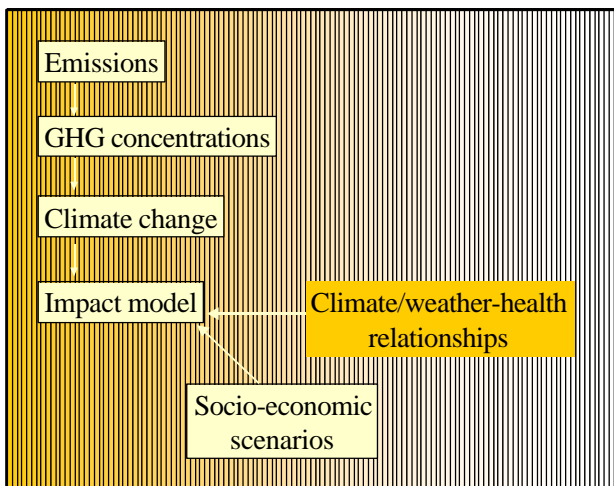 Emissions
GHG concentrations
Climate change
Impact model
Climate/weather-health
relationships
Socio-economic
scenarios